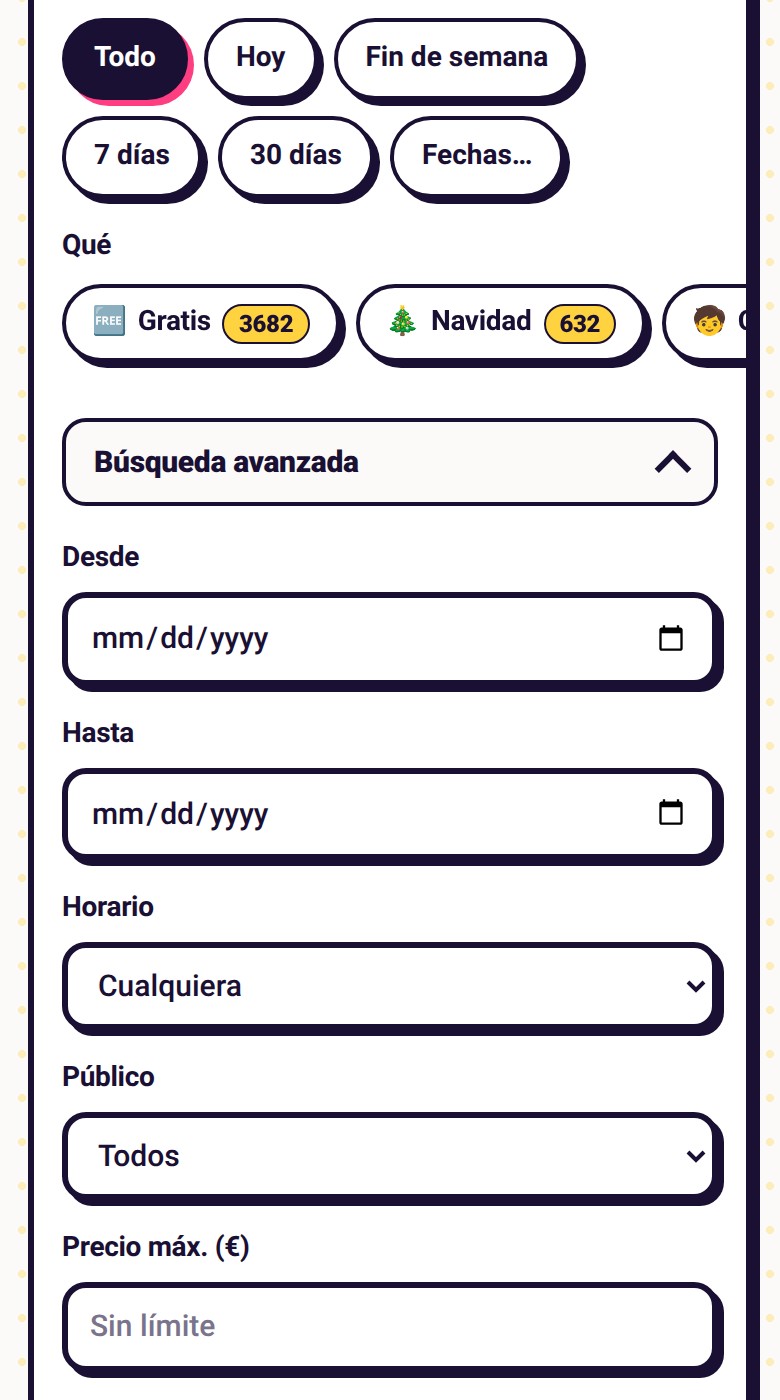 Todo Hoy Fin de semana
7 días 30 días Fechas...
Qué
FREE Gratis 3682 Navidad 632
Búsqueda avanzada
Desde
mm/dd/yyyy
Hasta
mm/dd/yyyy
Horario
Cualquiera
Público
Todos
Precio máx. (€)
Sin límite